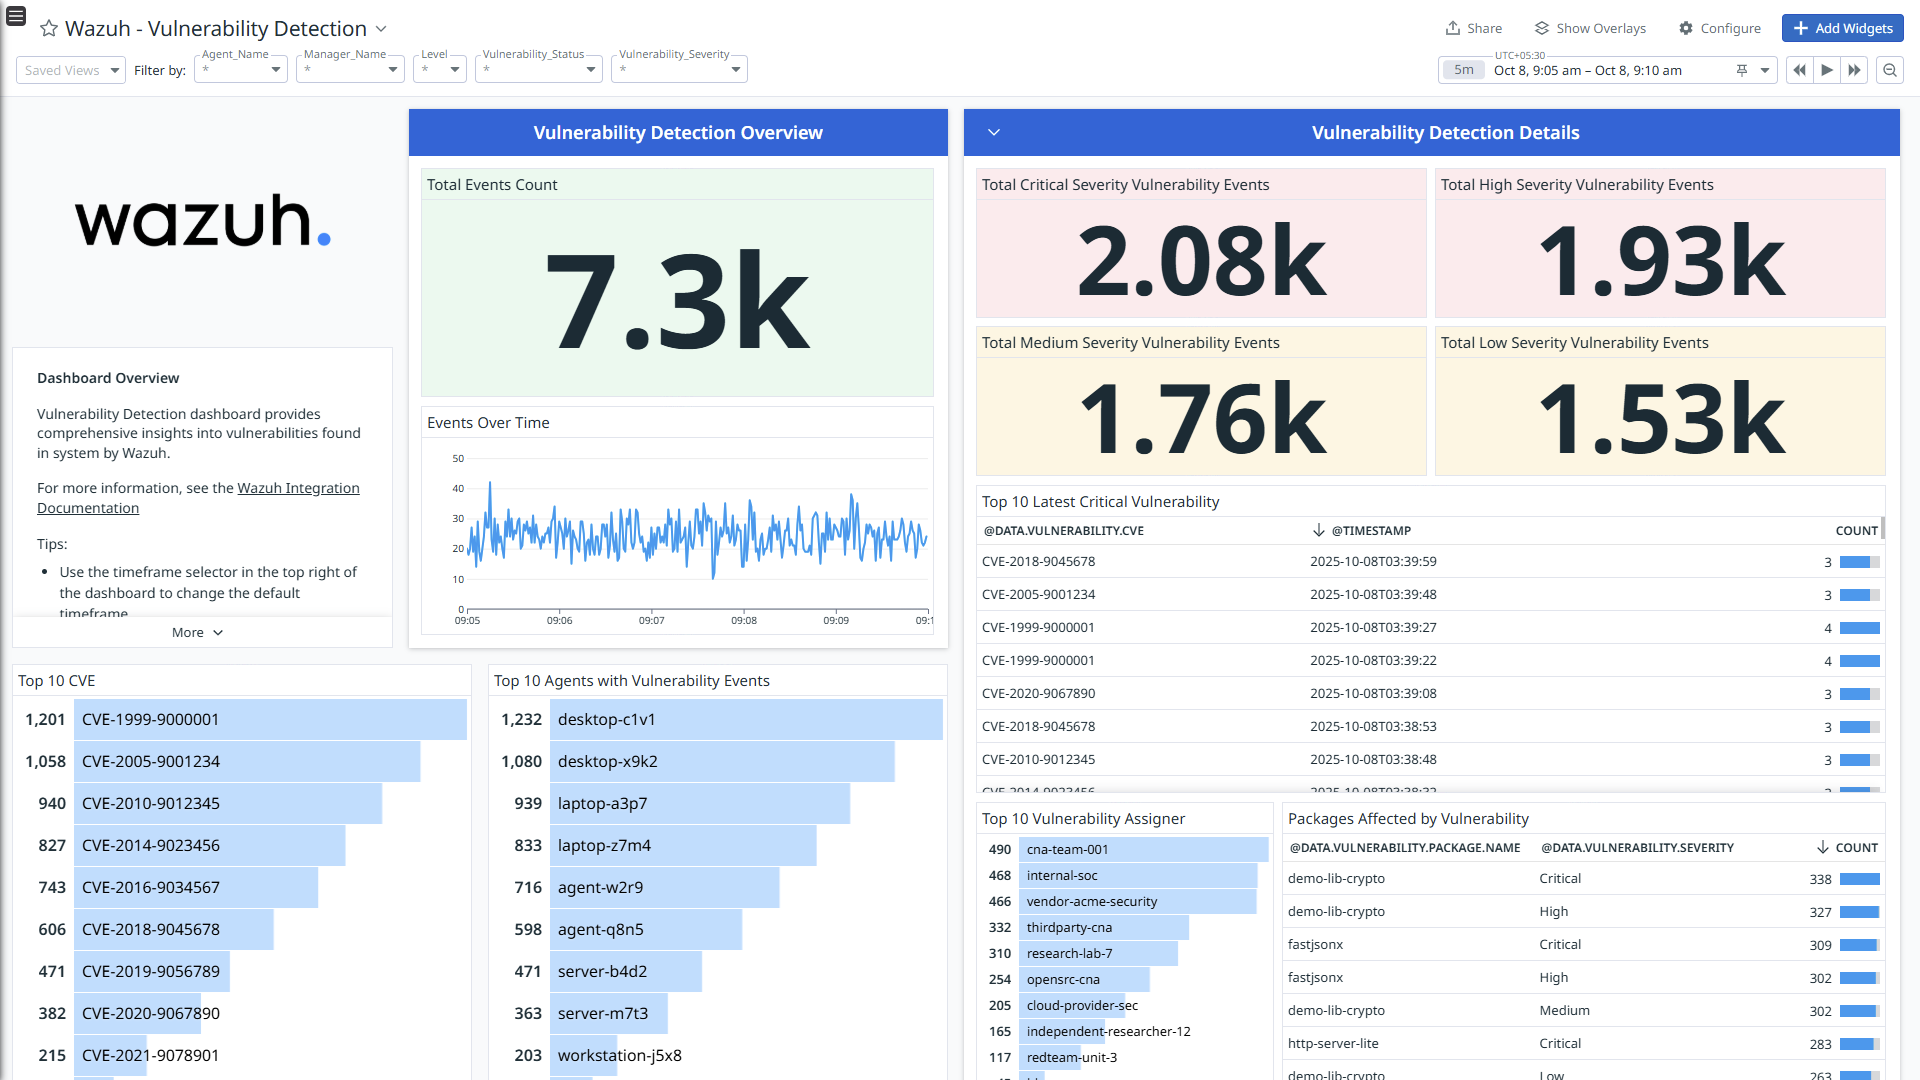 Wazuh - Vulnerability Detection
Share
Show Overlays
Configure
Add Widgets
Saved Views
Filter by:
Agent_Name
*
Manager_Name
*
Level
*
Vulnerability_Status
*
Vulnerability_Severity
*
UTC+05:30
5m
Oct 8, 9:05 am – Oct 8, 9:10 am
wazuh.
Dashboard Overview
Vulnerability Detection dashboard provides
comprehensive insights into vulnerabilities found
in system by Wazuh.
For more information, see the Wazuh Integration
Documentation
Tips:
• Use the timeframe selector in the top right of
the dashboard to change the default
timeframe
More
Vulnerability Detection Overview
Total Events Count
7.3k
Events Over Time
50
40
30
20
10
0
09:05 09:06 09:07 09:08 09:09 09:1
Vulnerability Detection Details
Total Critical Severity Vulnerability Events
2.08k
Total High Severity Vulnerability Events
1.93k
Total Medium Severity Vulnerability Events
1.76k
Total Low Severity Vulnerability Events
1.53k
Top 10 Latest Critical Vulnerability
@DATA.VULNERABILITY.CVE @TIMESTAMP COUNT
CVE-2018-9045678 2025-10-08T03:39:59 3
CVE-2005-9001234 2025-10-08T03:39:48 3
CVE-1999-9000001 2025-10-08T03:39:27 4
CVE-1999-9000001 2025-10-08T03:39:22 4
CVE-2020-9067890 2025-10-08T03:39:08 3
CVE-2018-9045678 2025-10-08T03:38:53 3
CVE-2010-9012345 2025-10-08T03:38:48 3
Top 10 CVE
1,201 CVE-1999-9000001
1,058 CVE-2005-9001234
940 CVE-2010-9012345
827 CVE-2014-9023456
743 CVE-2016-9034567
606 CVE-2018-9045678
471 CVE-2019-9056789
382 CVE-2020-9067890
215 CVE-2021-9078901
Top 10 Agents with Vulnerability Events
1,232 desktop-c1v1
1,080 desktop-x9k2
939 laptop-a3p7
833 laptop-z7m4
716 agent-w2r9
598 agent-q8n5
471 server-b4d2
363 server-m7t3
203 workstation-j5x8
Top 10 Vulnerability Assigner
490 cna-team-001
468 internal-soc
466 vendor-acme-security
332 thirdparty-cna
310 research-lab-7
254 opensrc-cna
205 cloud-provider-sec
165 independent-researcher-12
117 redteam-unit-3
Packages Affected by Vulnerability
@DATA.VULNERABILITY.PACKAGE.NAME @DATA.VULNERABILITY.SEVERITY COUNT
demo-lib-crypto Critical 338
demo-lib-crypto High 327
fastjsonx Critical 309
fastjsonx High 302
demo-lib-crypto Medium 302
http-server-lite Critical 283
demo-lib-crypto Low 263